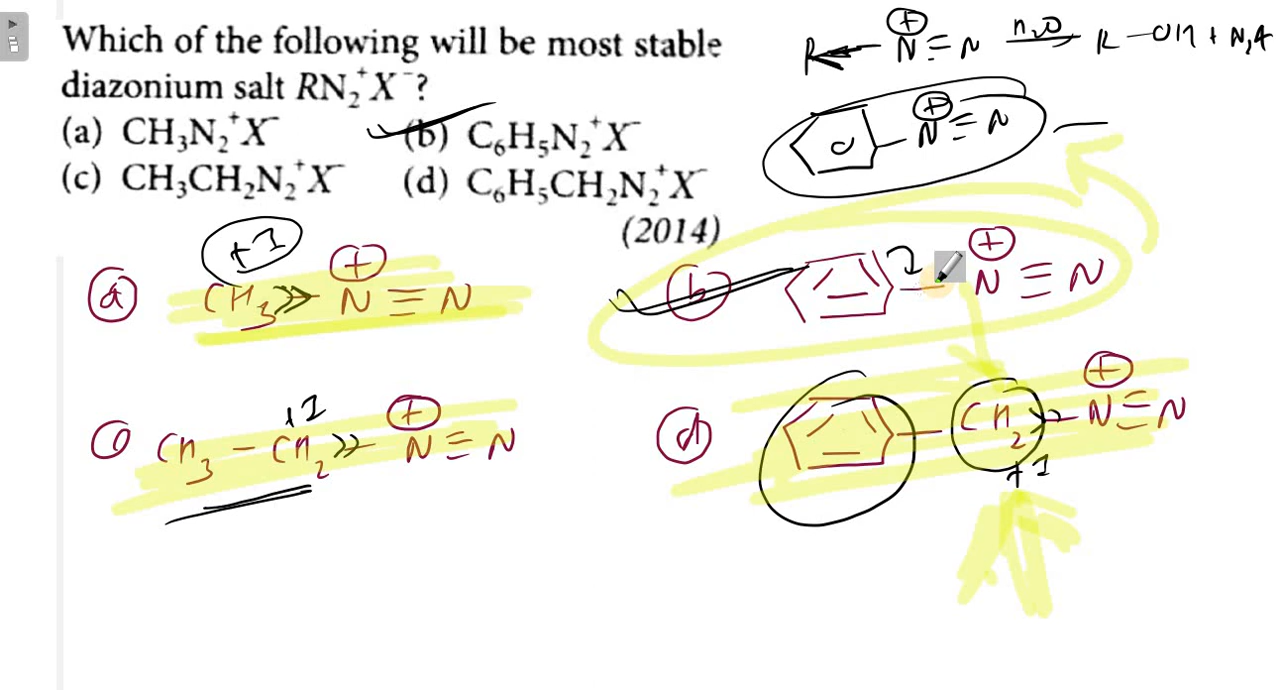 Which of the following will be most stable
diazonium salt RN₂⁺X⁻?
(a) CH₃N₂⁺X⁻ (b) C₆H₅N₂⁺X⁻
(c) CH₃CH₂N₂⁺X⁻ (d) C₆H₅CH₂N₂⁺X⁻
(2014)
R – N⁺ ≡ N H₂O → R – OH + N₂↑
N⁺ ≡ N
+I
(a) CH₃ >> N⁺ ≡ N
(b) N⁺ ≡ N
+I
(c) CH₃ – CH₂ >> N⁺ ≡ N
(d) CH₂ >> N⁺ ≡ N
+I